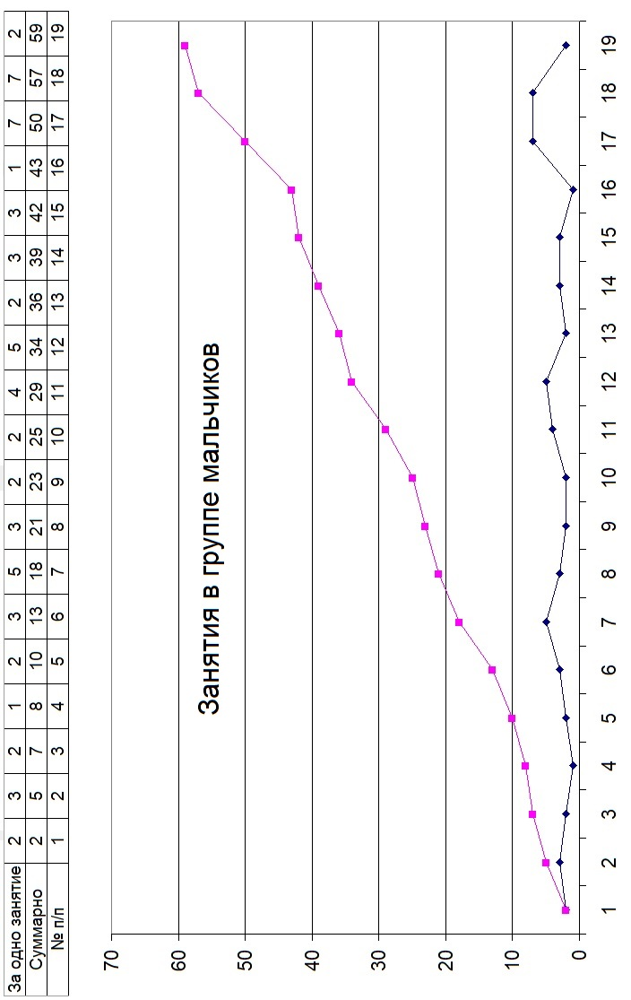 За одно занятие 2 3 2 1 2 3 5 3 2 2 4 5 2 3 3 1 7 7 2
Суммарно 2 5 7 8 10 13 18 21 23 25 29 34 36 39 42 43 50 57 59
№ п/п 1 2 3 4 5 6 7 8 9 10 11 12 13 14 15 16 17 18 19
Занятия в группе мальчиков
70
60
50
40
30
20
10
0
1 2 3 4 5 6 7 8 9 10 11 12 13 14 15 16 17 18 19